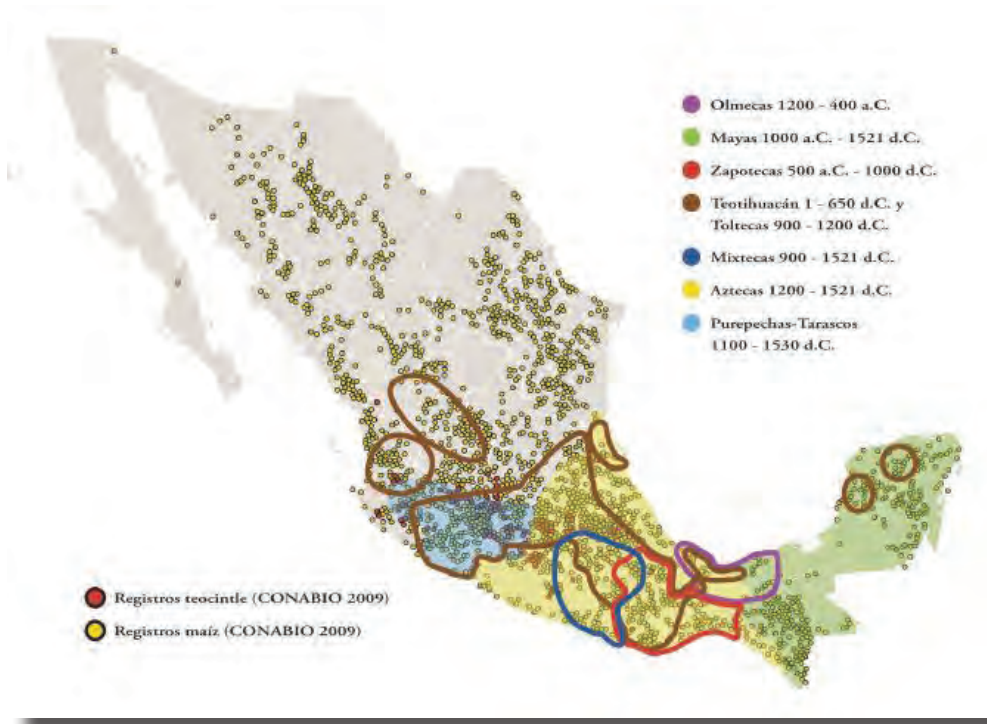 Olmecas 1200 - 400 a.C.
Mayas 1000 a.C. - 1521 d.C.
Zapotecas 500 a.C. - 1000 d.C.
Teotihuacán 1 - 650 d.C. y
Toltecas 900 - 1200 d.C.
Mixtecas 900 - 1521 d.C.
Aztecas 1200 - 1521 d.C.
Purepechas-Tarascos
1100 - 1530 d.C.
Registros teocintle (CONABIO 2009)
Registros maíz (CONABIO 2009)